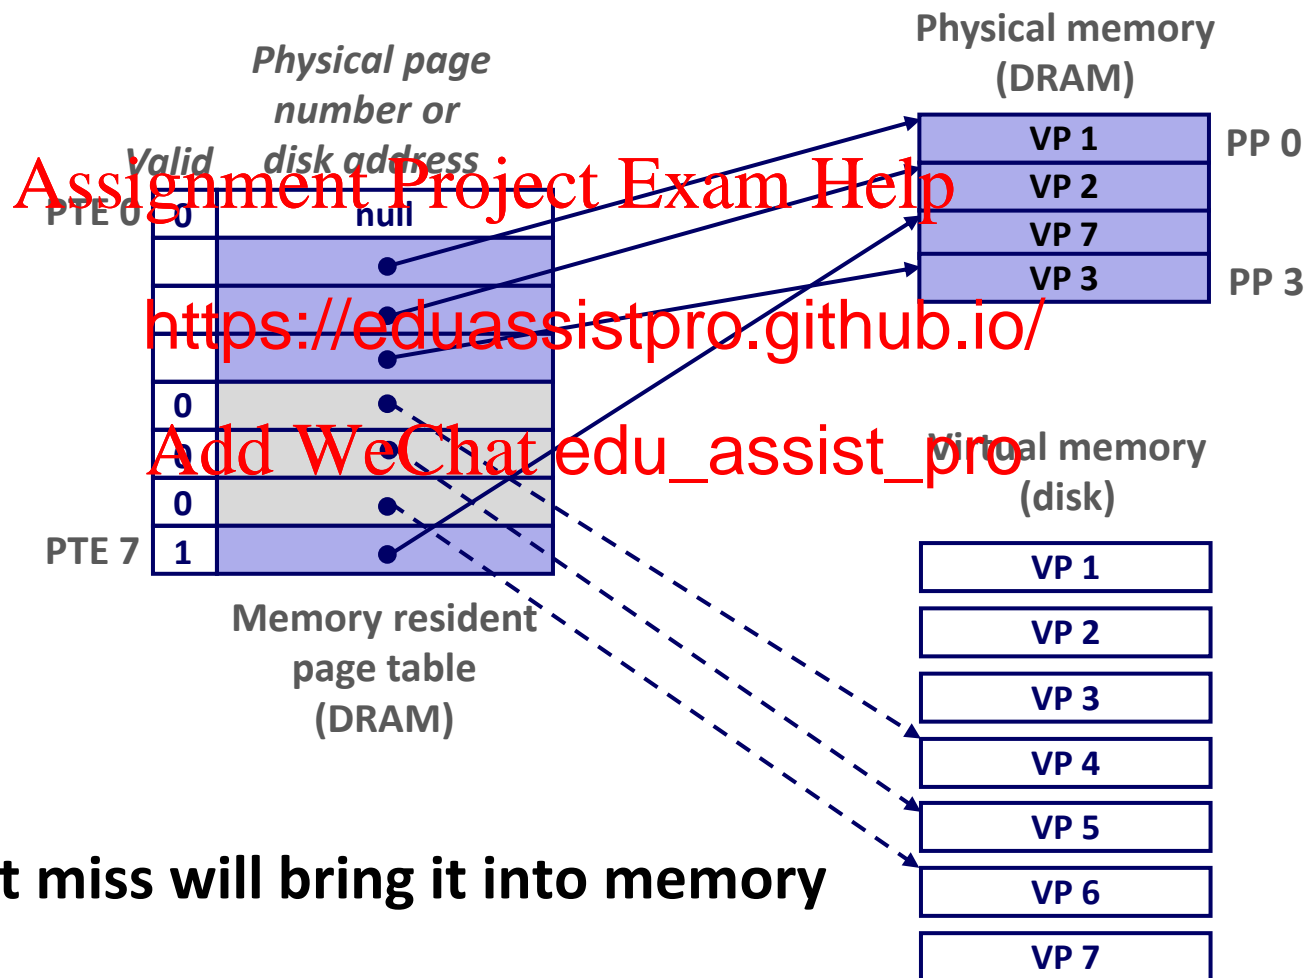 Physical memory
(DRAM)
Physical page
number or
disk address
Valid
VP 1
PP 0
VP 2
VP 7
VP 3
PP 3
Assignment Project Exam Help
PTE 0
0
null
https://eduassistpro.github.io/
0
0
Add WeChat edu_assist_pro
0
PTE 7
1
Memory resident
page table
(DRAM)
Virtual memory
(disk)
VP 1
VP 2
VP 3
VP 4
VP 5
VP 6
VP 7
t miss will bring it into memory